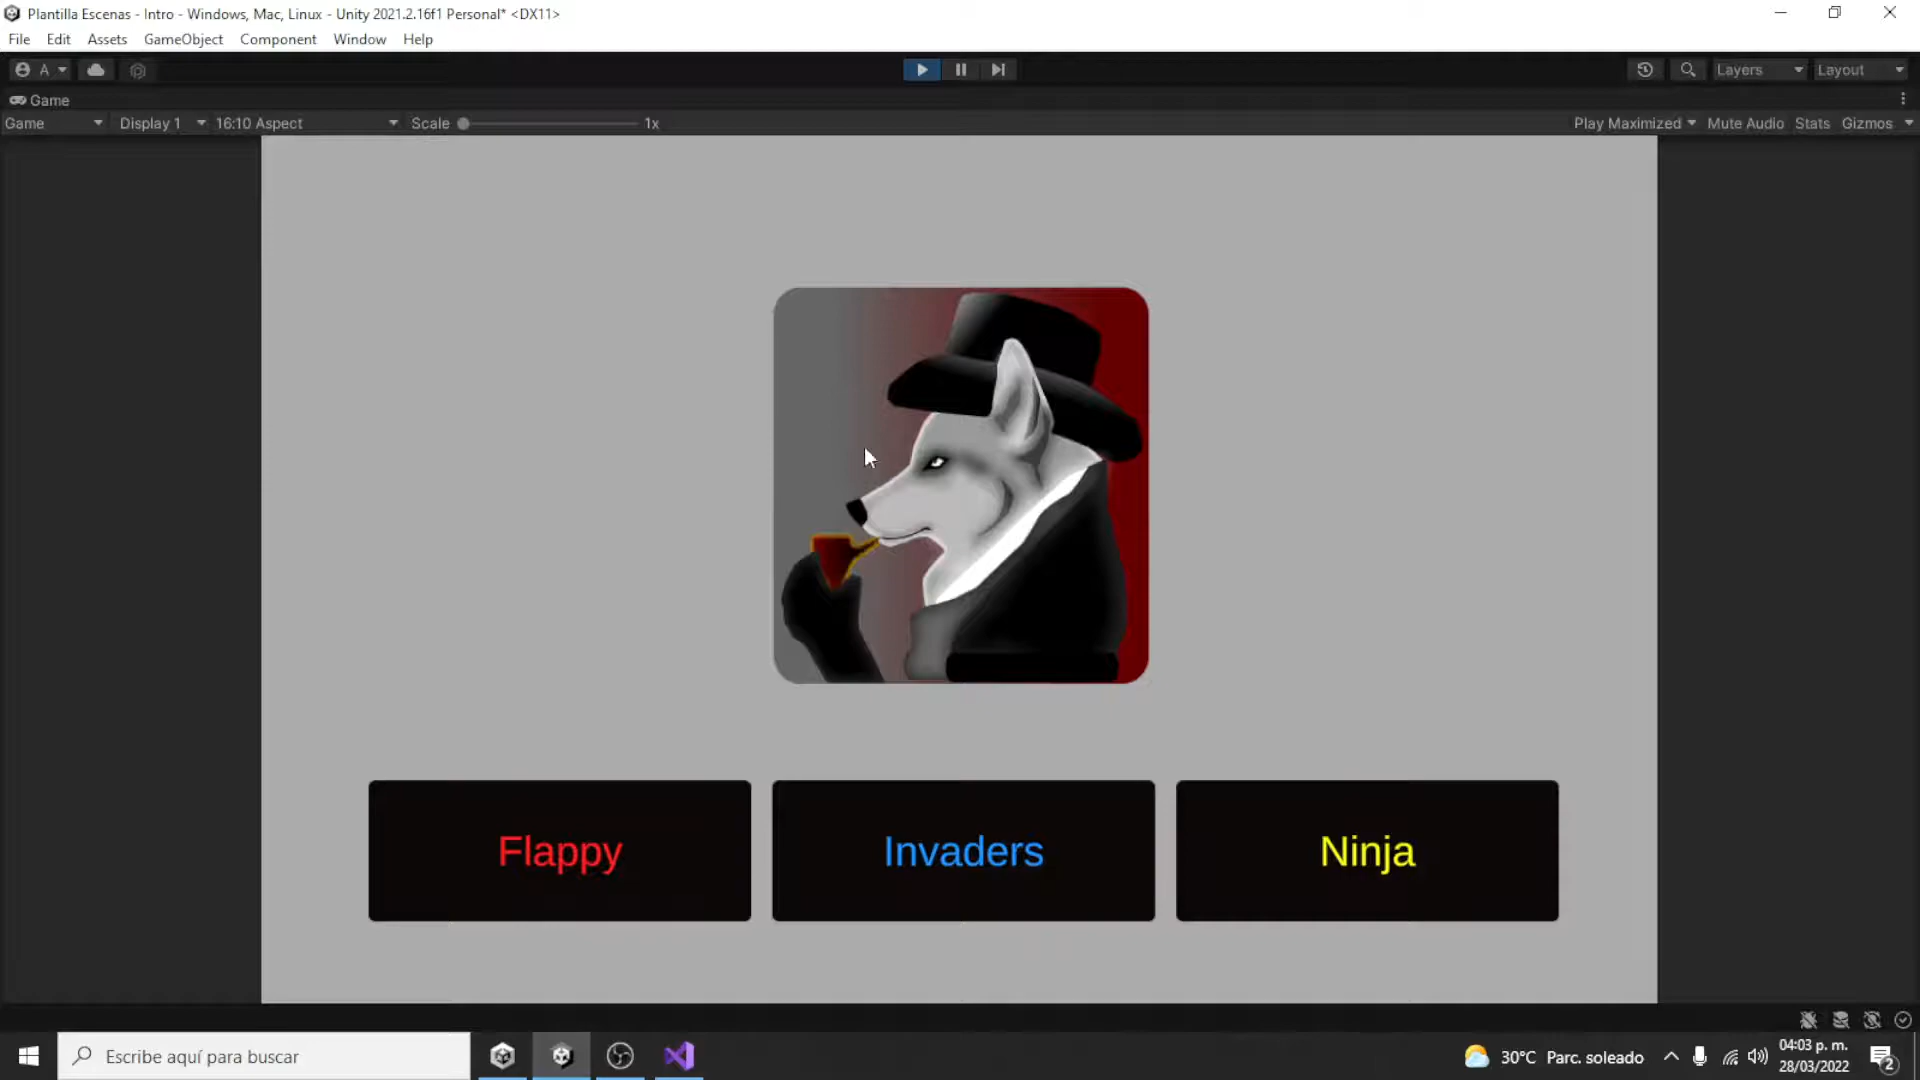 Plantilla Escenas - Intro - Windows, Mac, Linux - Unity 2021.2.16f1 Personal* <DX11>
File Edit Assets GameObject Component Window Help
A Layers Layout
Game
Game Display 1 16:10 Aspect Scale 1x Play Maximized Mute Audio Stats Gizmos
Flappy Invaders Ninja
Escribe aquí para buscar
30°C Parc. soleado
04:03 p. m.
28/03/2022
2